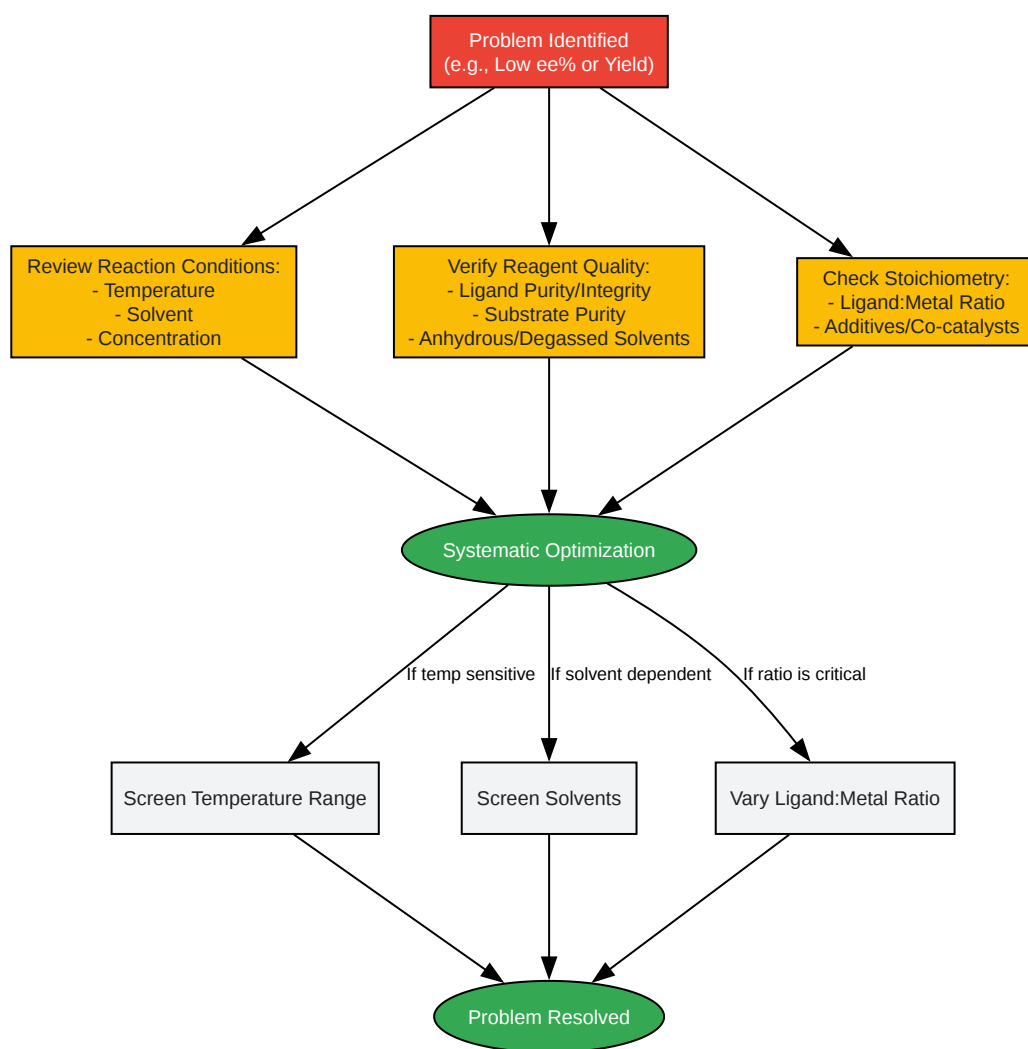 Problem Identified
(e.g., Low ee% or Yield)
Review Reaction Conditions:
- Temperature
- Solvent
- Concentration
Verify Reagent Quality:
- Ligand Purity/Integrity
- Substrate Purity
- Anhydrous/Degassed Solvents
Check Stoichiometry:
- Ligand:Metal Ratio
- Additives/Co-catalysts
Systematic Optimization
If temp sensitive
If solvent dependent
If ratio is critical
Screen Temperature Range
Screen Solvents
Vary Ligand:Metal Ratio
Problem Resolved